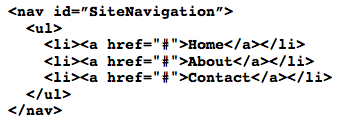 <nav id=”SiteNavigation”>
  <ul>
    <li><a href="#">Home</a></li>
    <li><a href="#">About</a></li>
    <li><a href="#">Contact</a></li>
  </ul>
</nav>